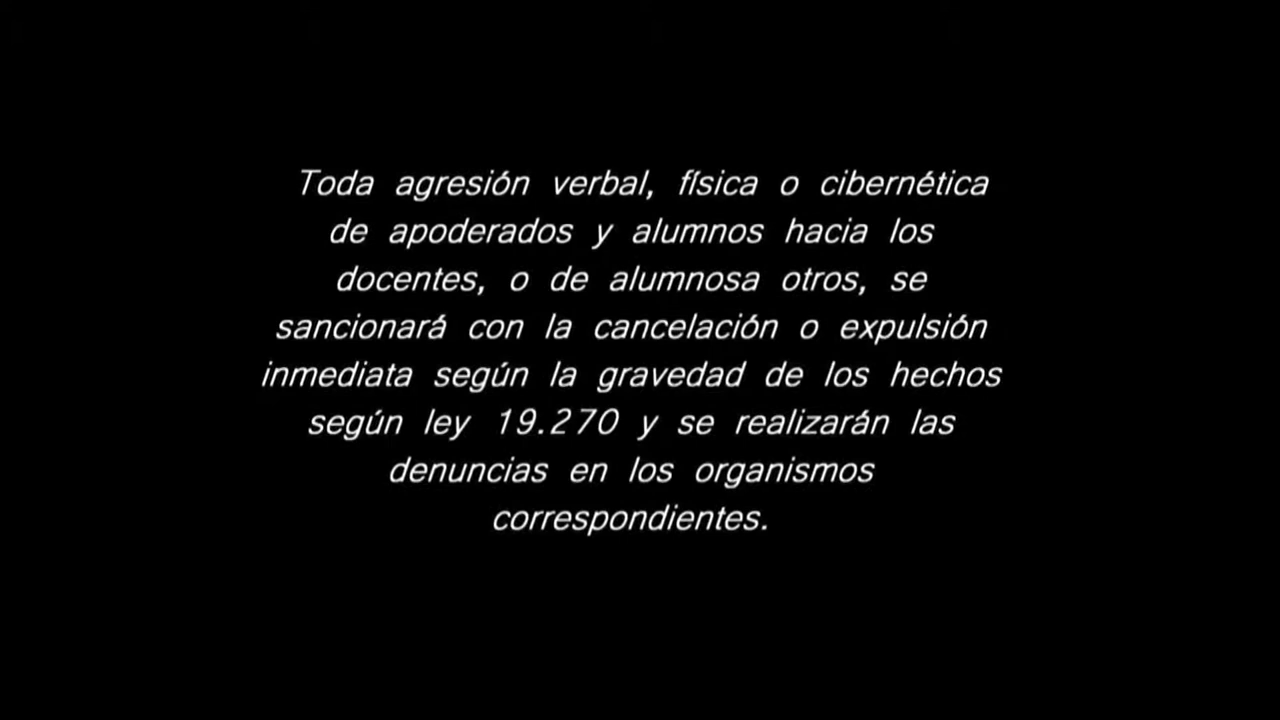 Toda agresión verbal, física o cibernética
de apoderados y alumnos hacia los
docentes, o de alumnosa otros, se
sancionará con la cancelación o expulsión
inmediata según la gravedad de los hechos
según ley 19.270 y se realizarán las
denuncias en los organismos
correspondientes.